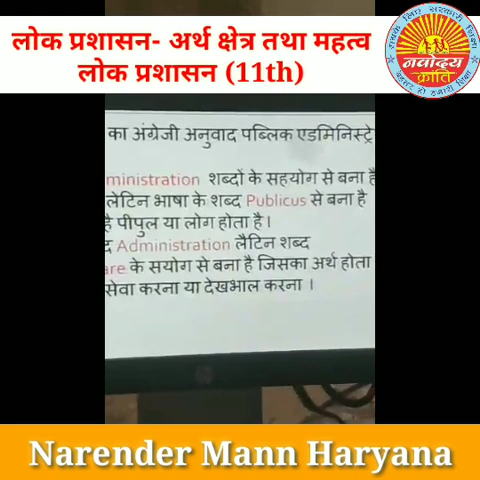 लोक प्रशासन- अर्थ क्षेत्र तथा महत्व
लोक प्रशासन (11th)
नवोदय
क्रांति
का अंग्रेजी अनुवाद पब्लिक एडमिनिस्ट्रे
ministration शब्दों के सहयोग से बना है
लेटिन भाषा के शब्द Publicus से बना है
है पीपुल या लोग होता है।
द Administration लैटिन शब्द
are के सयोग से बना है जिसका अर्थ होता
सेवा करना या देखभाल करना ।
Narender Mann Haryana